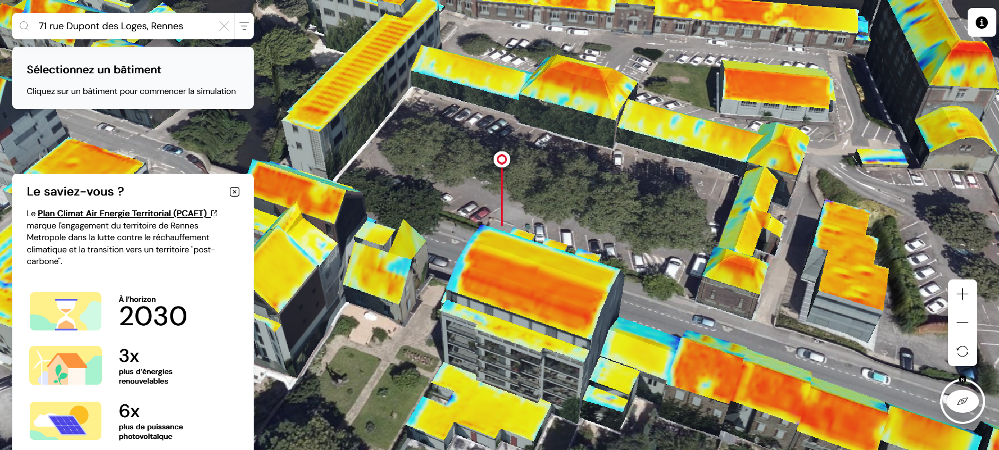 71 rue Dupont des Loges, Rennes
Sélectionnez un bâtiment
Cliquez sur un bâtiment pour commencer la simulation
Le saviez-vous ?
Le Plan Climat Air Energie Territorial (PCAET)
marque l'engagement du territoire de Rennes
Metropole dans la lutte contre le réchauffement
climatique et la transition vers un territoire "post-
carbone".
À l'horizon
2030
3x
plus d'énergies
renouvelables
6x
plus de puissance
photovoltaïque
N